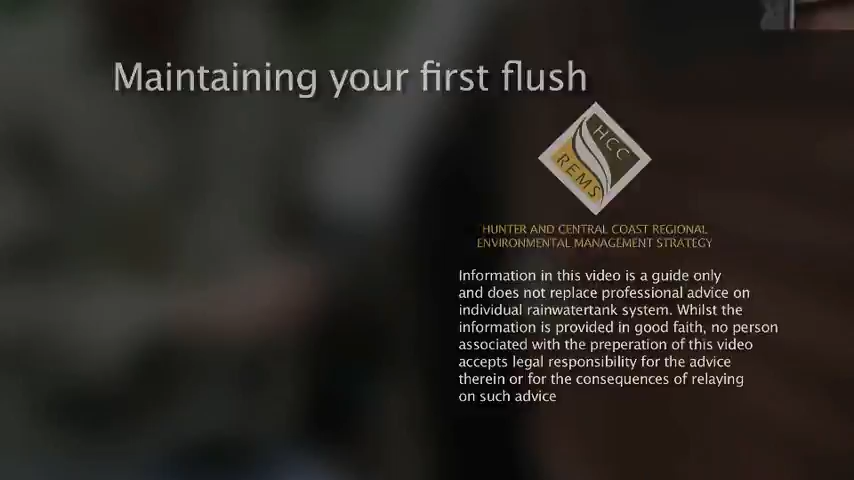 Maintaining your first flush
HCC
REMS
HUNTER AND CENTRAL COAST REGIONAL
ENVIRONMENTAL MANAGEMENT STRATEGY
Information in this video is a guide only
and does not replace professional advice on
individual rainwatertank system. Whilst the
information is provided in good faith, no person
associated with the preperation of this video
accepts legal responsibility for the advice
therein or for the consequences of relaying
on such advice